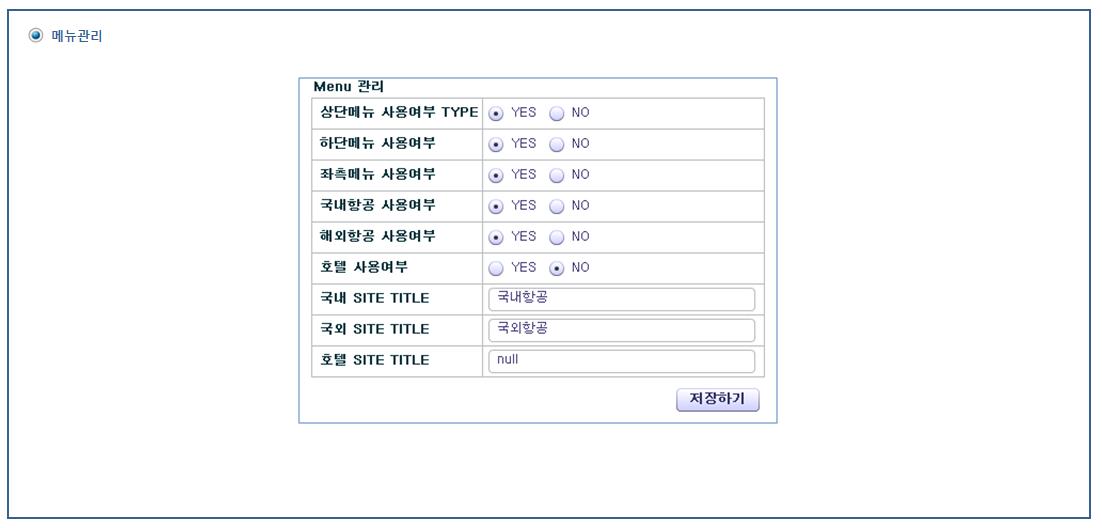 메뉴관리
Menu 관리
상단메뉴 사용여부 TYPE YES NO
하단메뉴 사용여부 YES NO
좌측메뉴 사용여부 YES NO
국내항공 사용여부 YES NO
해외항공 사용여부 YES NO
호텔 사용여부 YES NO
국내 SITE TITLE 국내항공
국외 SITE TITLE 국외항공
호텔 SITE TITLE null
저장하기